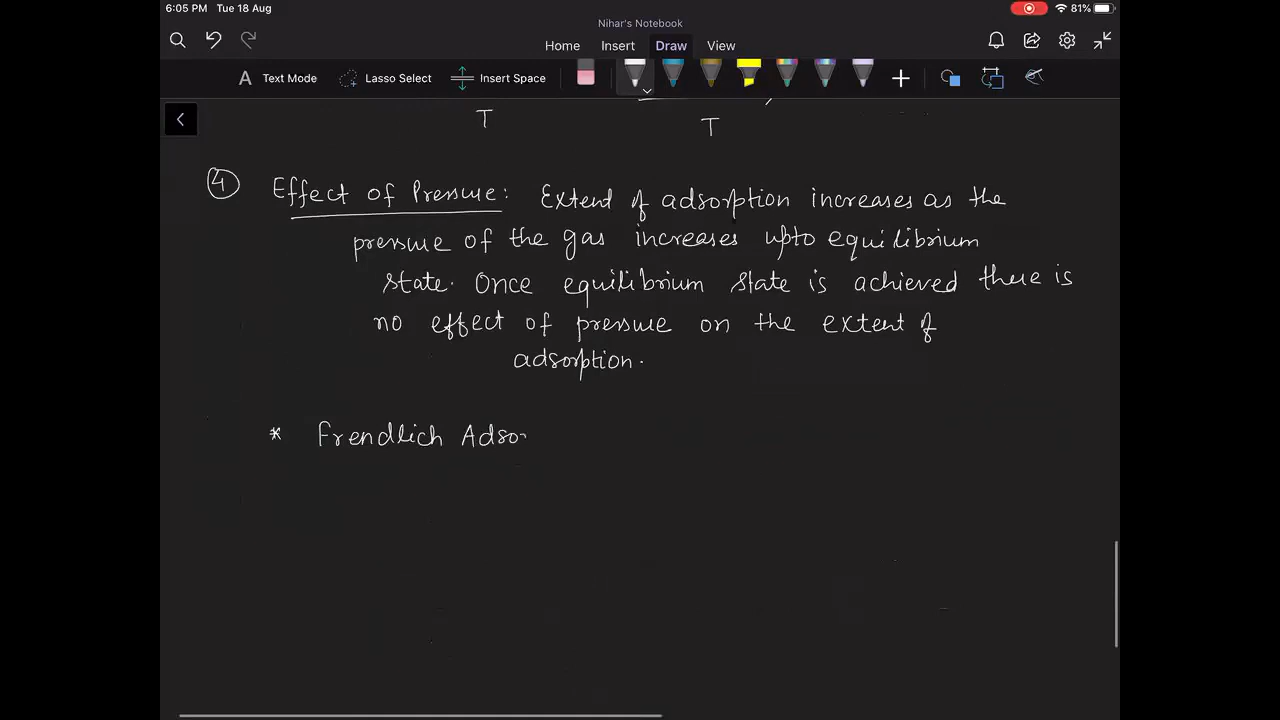 6:05 PM Tue 18 Aug
81%
Nihar's Notebook
Home Insert Draw View
A Text Mode Lasso Select Insert Space
T
T
4 Effect of Pressure: Extent of adsorption increases as the
pressure of the gas increases upto equilibrium
state. Once equilibrium state is achieved there is
no effect of pressure on the extent of
adsorption.
* Frendlich Adso